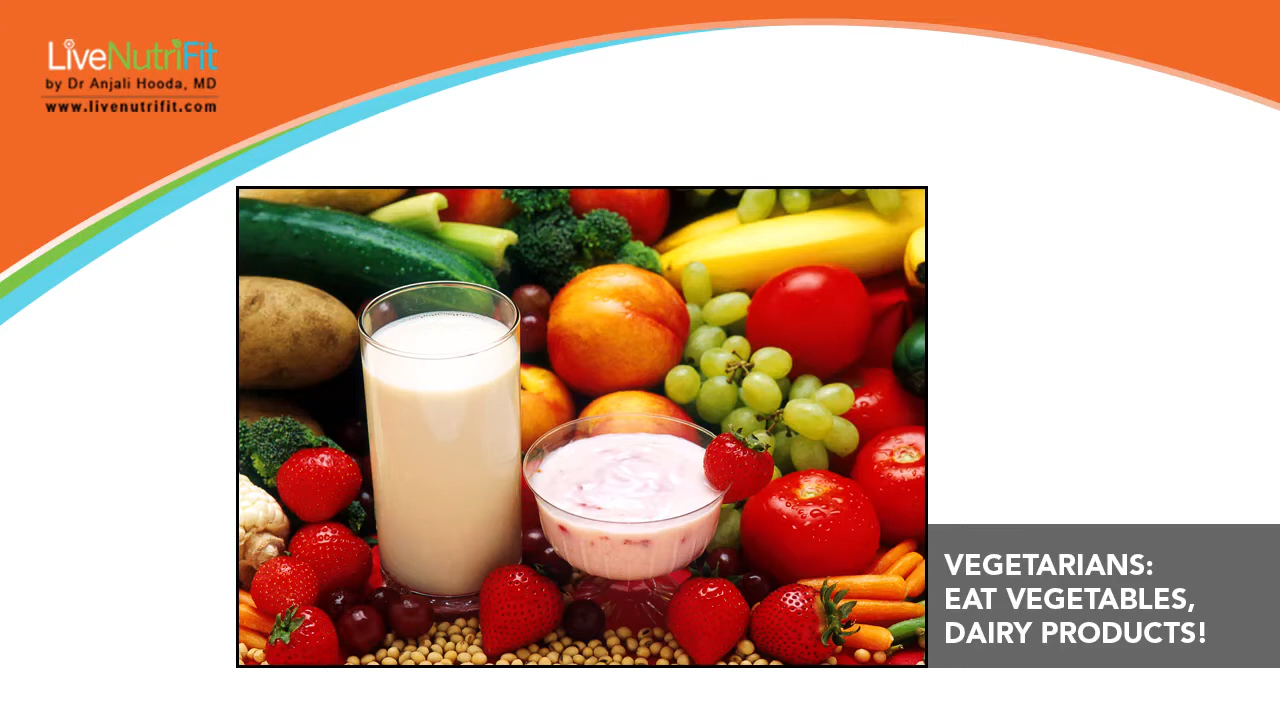 LiveNutriFit
by Dr Anjali Hooda, MD
www.livenutrifit.com
VEGETARIANS:
EAT VEGETABLES,
DAIRY PRODUCTS!